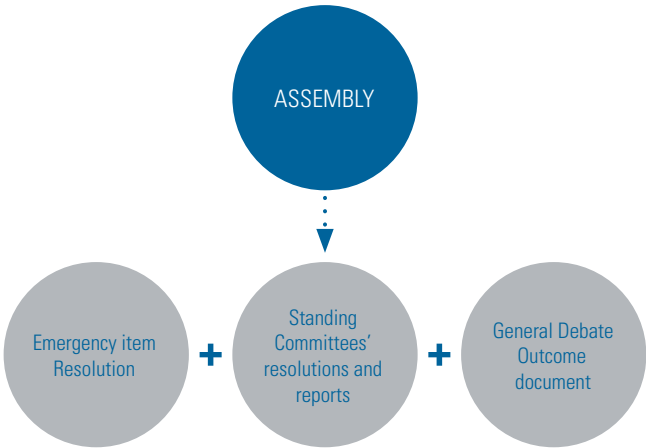 ASSEMBLY
Emergency item
Resolution
+
Standing
Committees’
resolutions and
reports
+
General Debate
Outcome
document